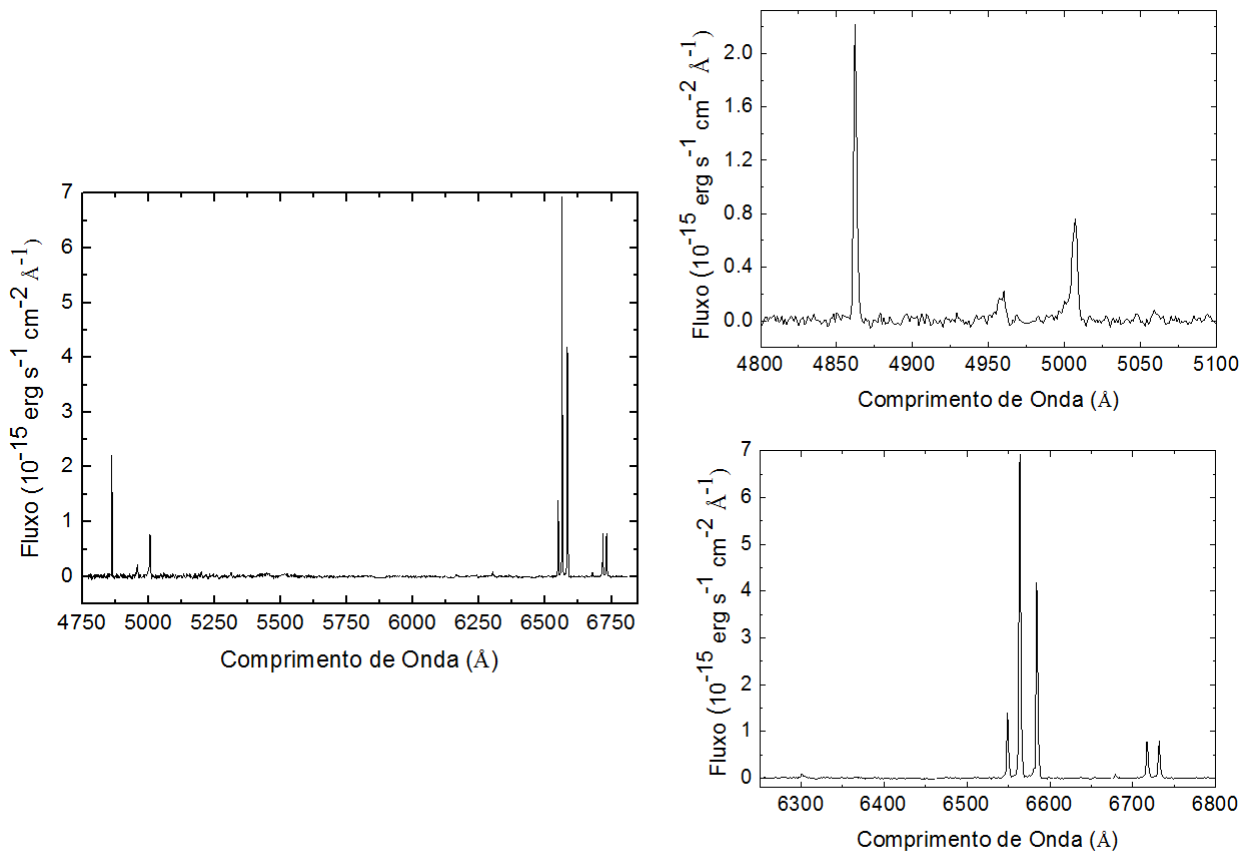 7
6
5
4
3
2
1
0
Fluxo (10⁻¹⁵ erg s⁻¹ cm⁻² Å⁻¹)
4750 5000 5250 5500 5750 6000 6250 6500 6750
Comprimento de Onda (Å)
2.0
1.6
1.2
0.8
0.4
0.0
Fluxo (10⁻¹⁵ erg s⁻¹ cm⁻² Å⁻¹)
4800 4850 4900 4950 5000 5050 5100
Comprimento de Onda (Å)
7
6
5
4
3
2
1
0
Fluxo (10⁻¹⁵ erg s⁻¹ cm⁻² Å⁻¹)
6300 6400 6500 6600 6700 6800
Comprimento de Onda (Å)